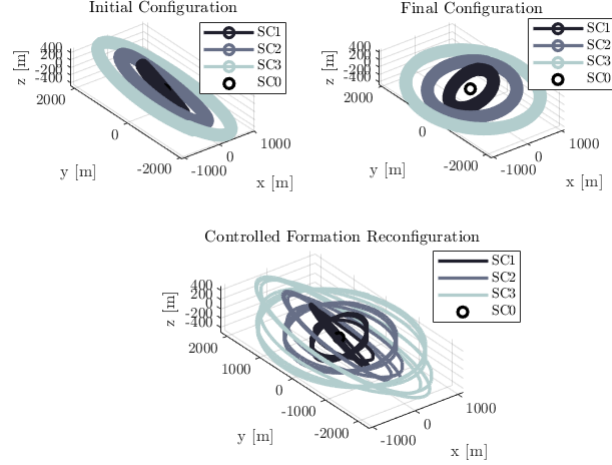 Initial Configuration
SC1
SC2
SC3
SC0
400
200
0
-200
-400
z [m]
2000
0
-2000
y [m]
-1000
0
1000
x [m]
Final Configuration
SC1
SC2
SC3
SC0
400
200
0
-200
-400
z [m]
2000
0
-2000
y [m]
-1000
0
1000
x [m]
Controlled Formation Reconfiguration
SC1
SC2
SC3
SC0
400
200
0
-200
-400
z [m]
2000
1000
0
-1000
-2000
y [m]
-1000
0
1000
x [m]